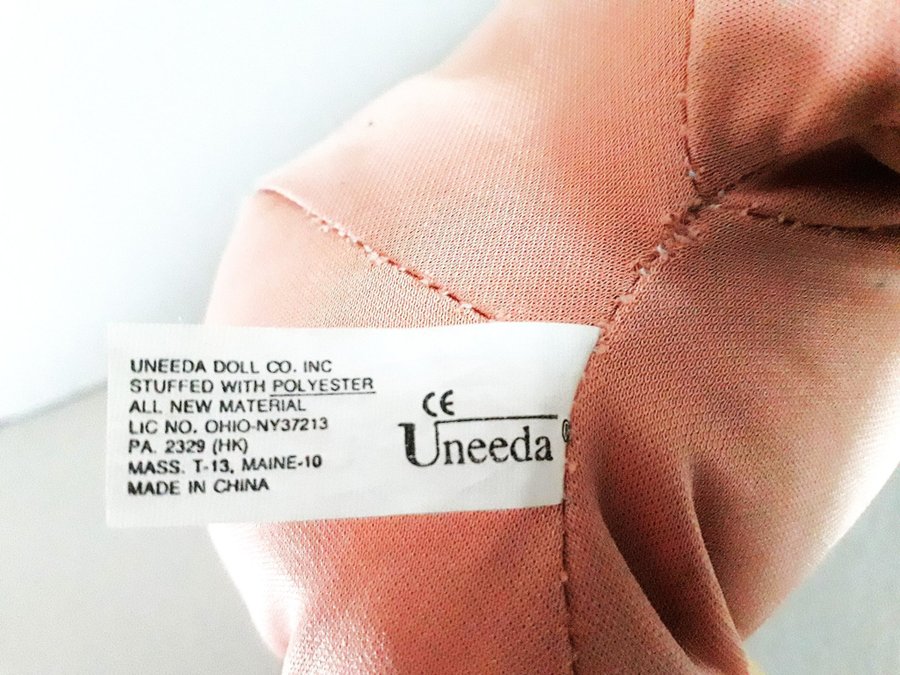 UNEEDA DOLL CO. INC
STUFFED WITH POLYESTER
ALL NEW MATERIAL
LIC NO. OHIO-NY37213
PA. 2329 (HK)
MASS. T-13, MAINE-10
MADE IN CHINA
CE
Uneeda®